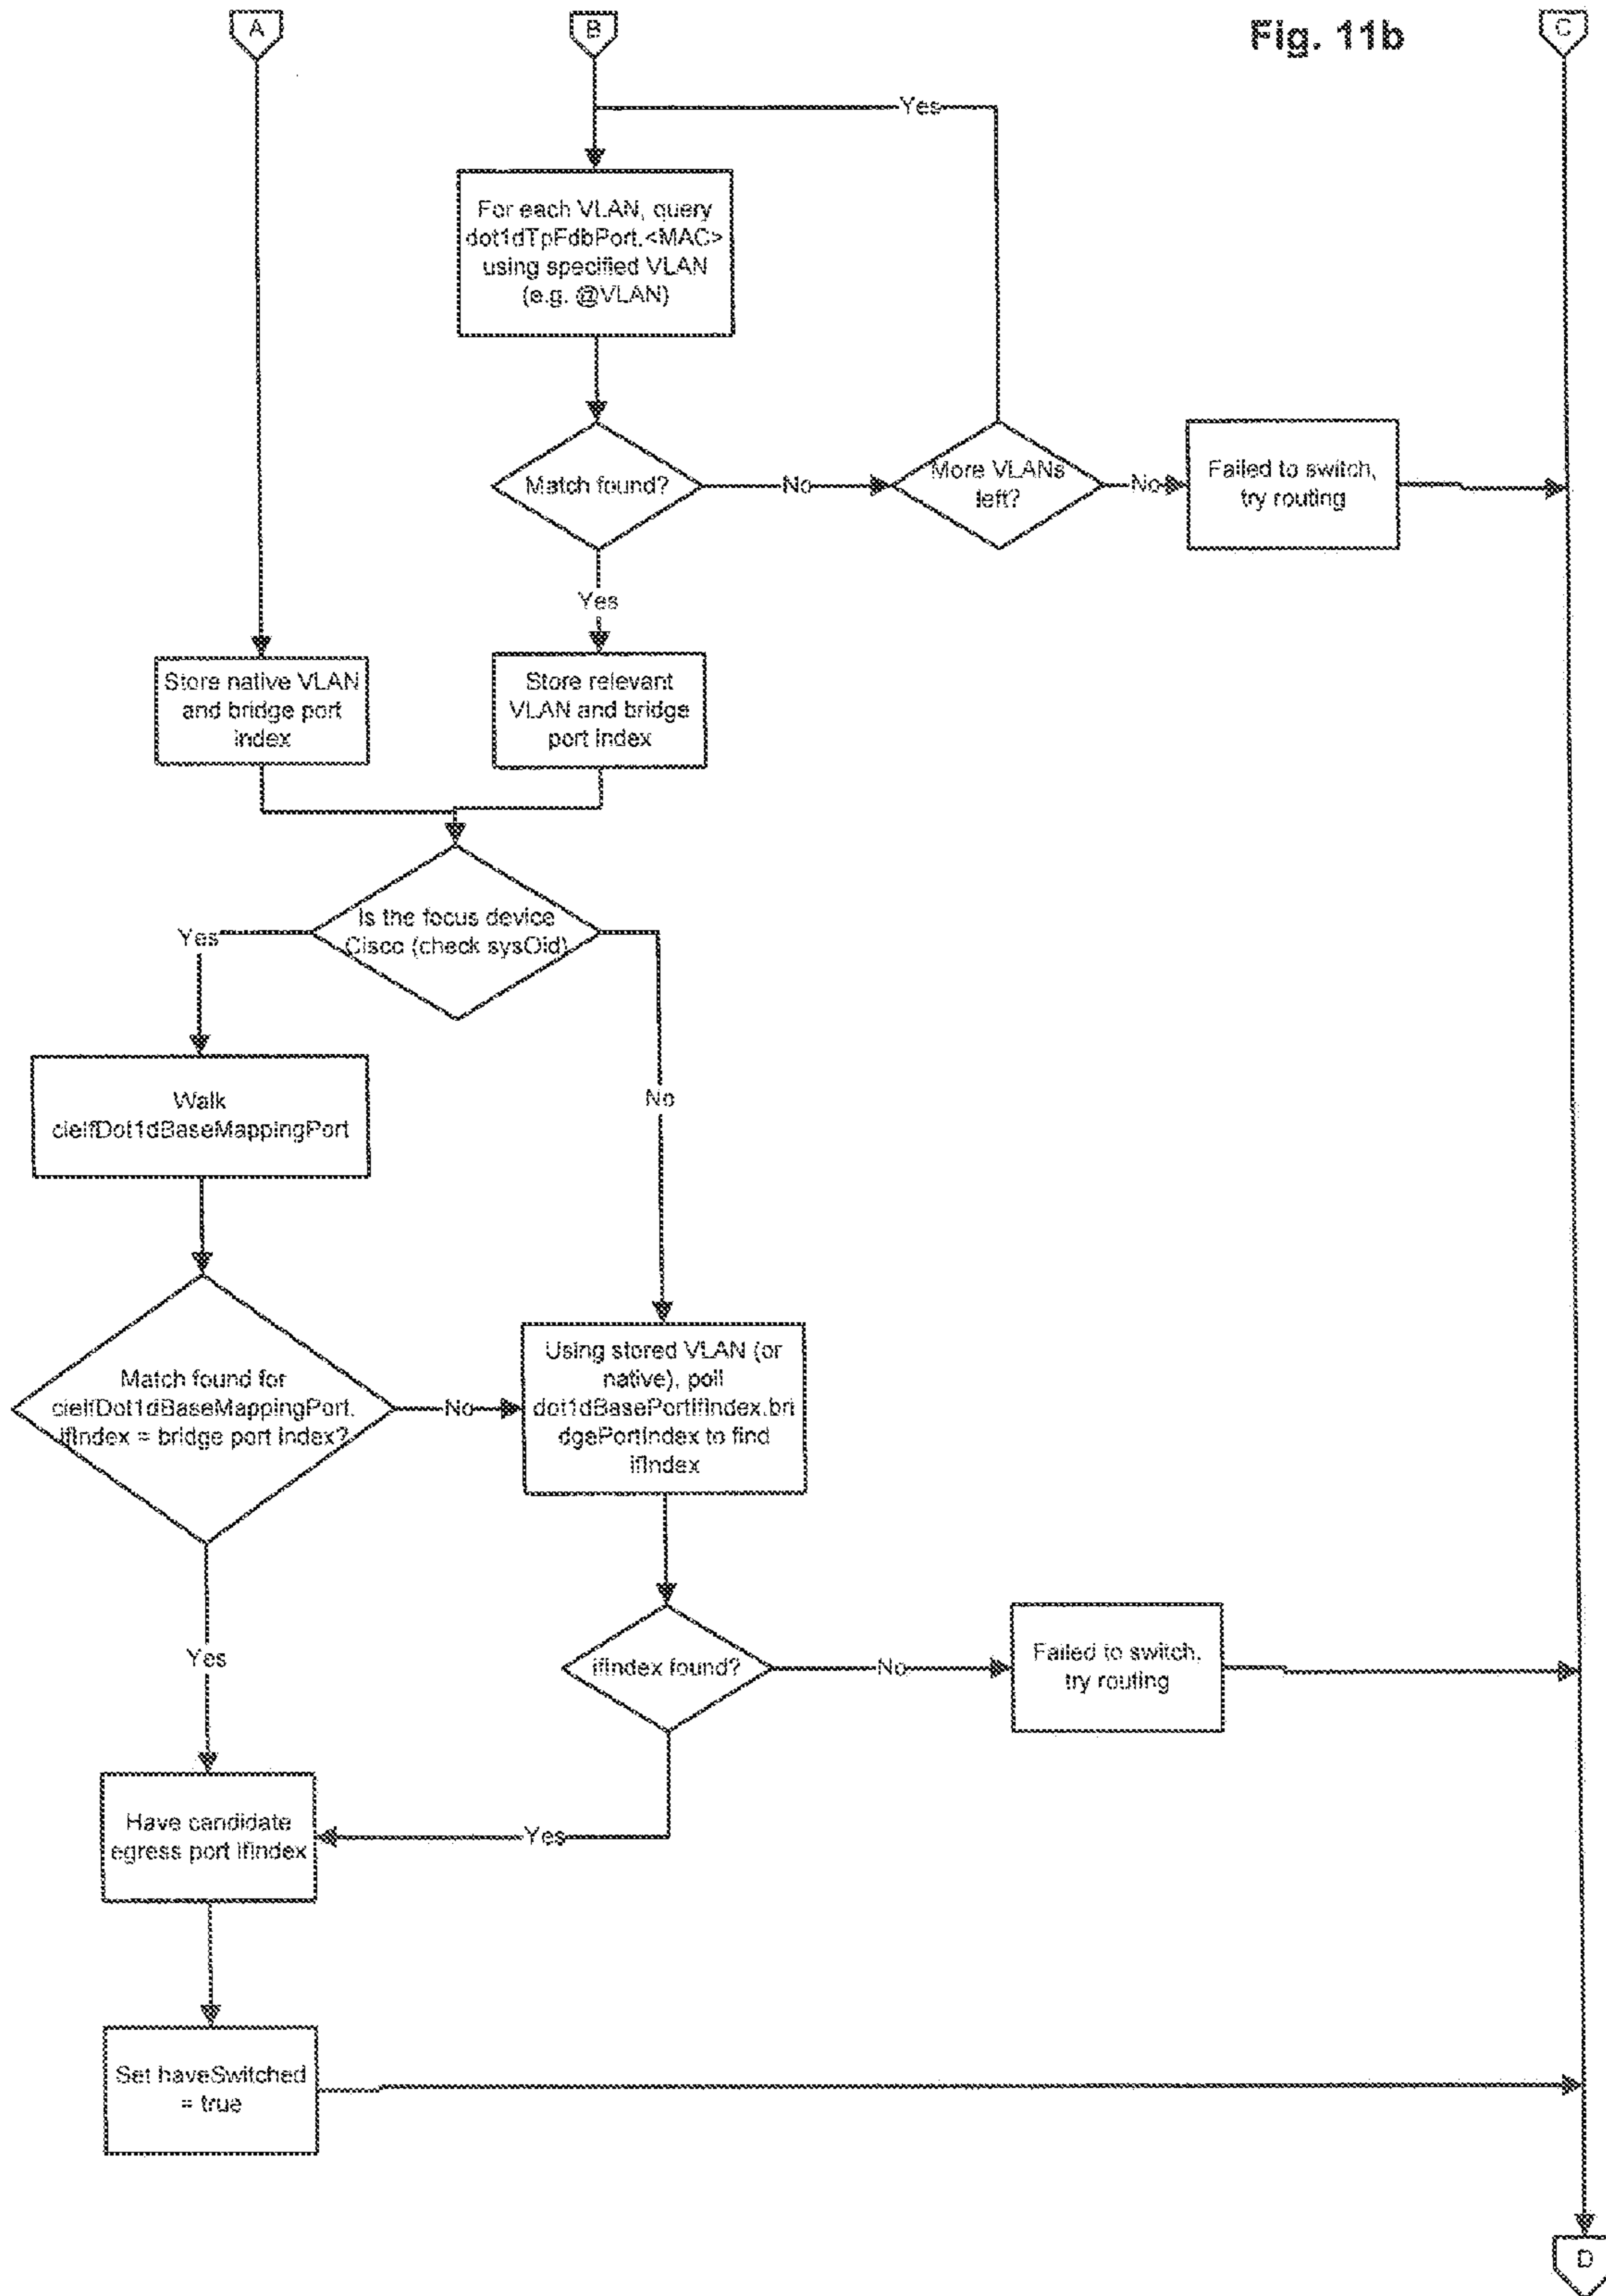 A
B
Fig. 11b
C
Yes
For each VLAN, query
dot1dTpFdbPort.<MAC>
using specified VLAN
(e.g. @VLAN)
Match found?
No
More VLANs
left?
No
Failed to switch,
try routing
Yes
Store native VLAN
and bridge port
index
Store relevant
VLAN and bridge
port index
Is the focus device
Cisco (check sysOid)
Yes
No
Walk
cieIfDot1dBaseMappingPort
Match found for
cieIfDot1dBaseMappingPort.
ifIndex = bridge port index?
No
Using stored VLAN (or
native), poll
dot1dBasePortIfIndex.bri
dgePortIndex to find
ifIndex
Yes
ifIndex found?
No
Failed to switch,
try routing
Have candidate
egress port ifIndex
Yes
Set haveSwitched
= true
D